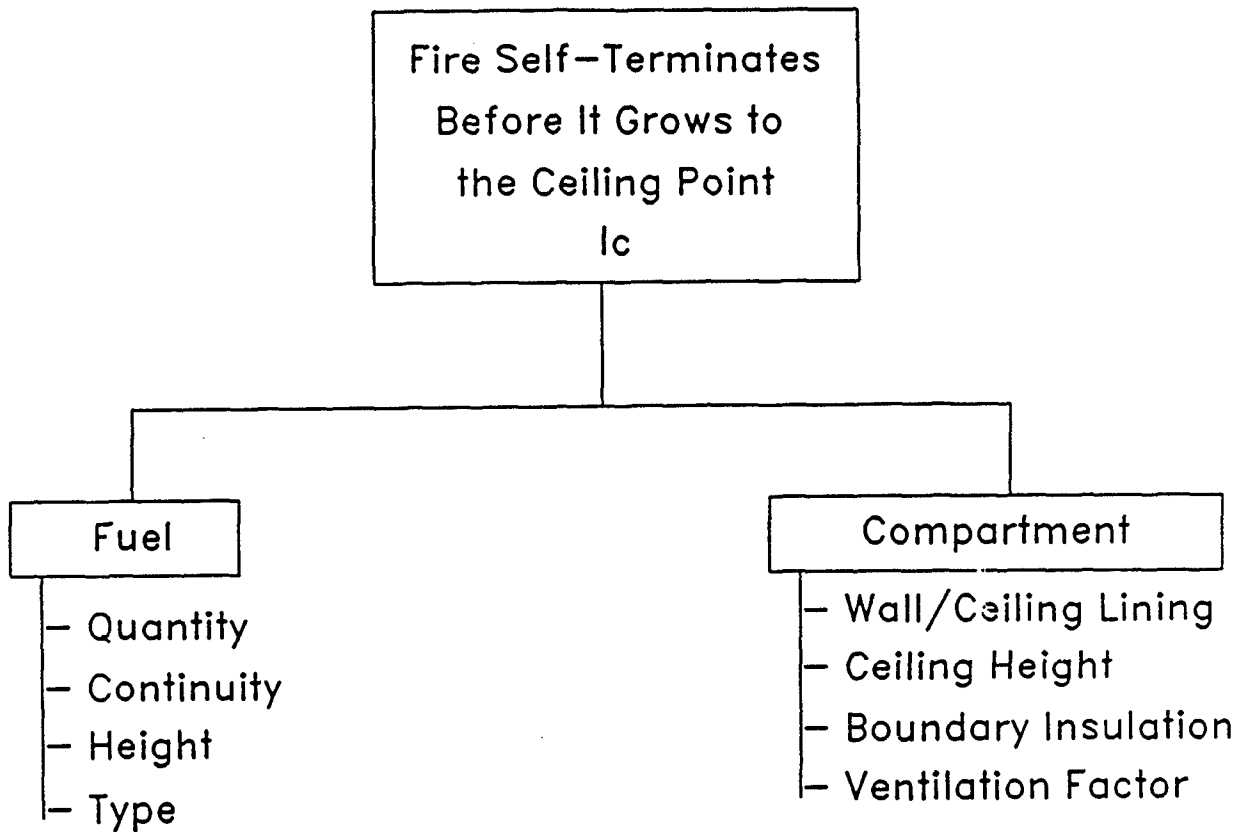 Fire Self-Terminates
Before It Grows to
the Ceiling Point
Ic
Fuel
- Quantity
- Continuity
- Height
- Type
Compartment
- Wall/Ceiling Lining
- Ceiling Height
- Boundary Insulation
- Ventilation Factor